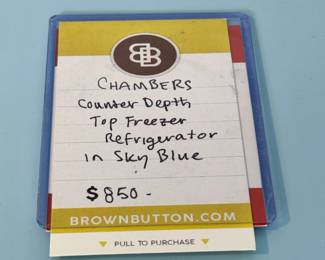 BB
CHAMBERS
Counter Depth
Top Freezer
Refrigerator
in Sky Blue
$850-
BROWNBUTTON.COM
PULL TO PURCHASE